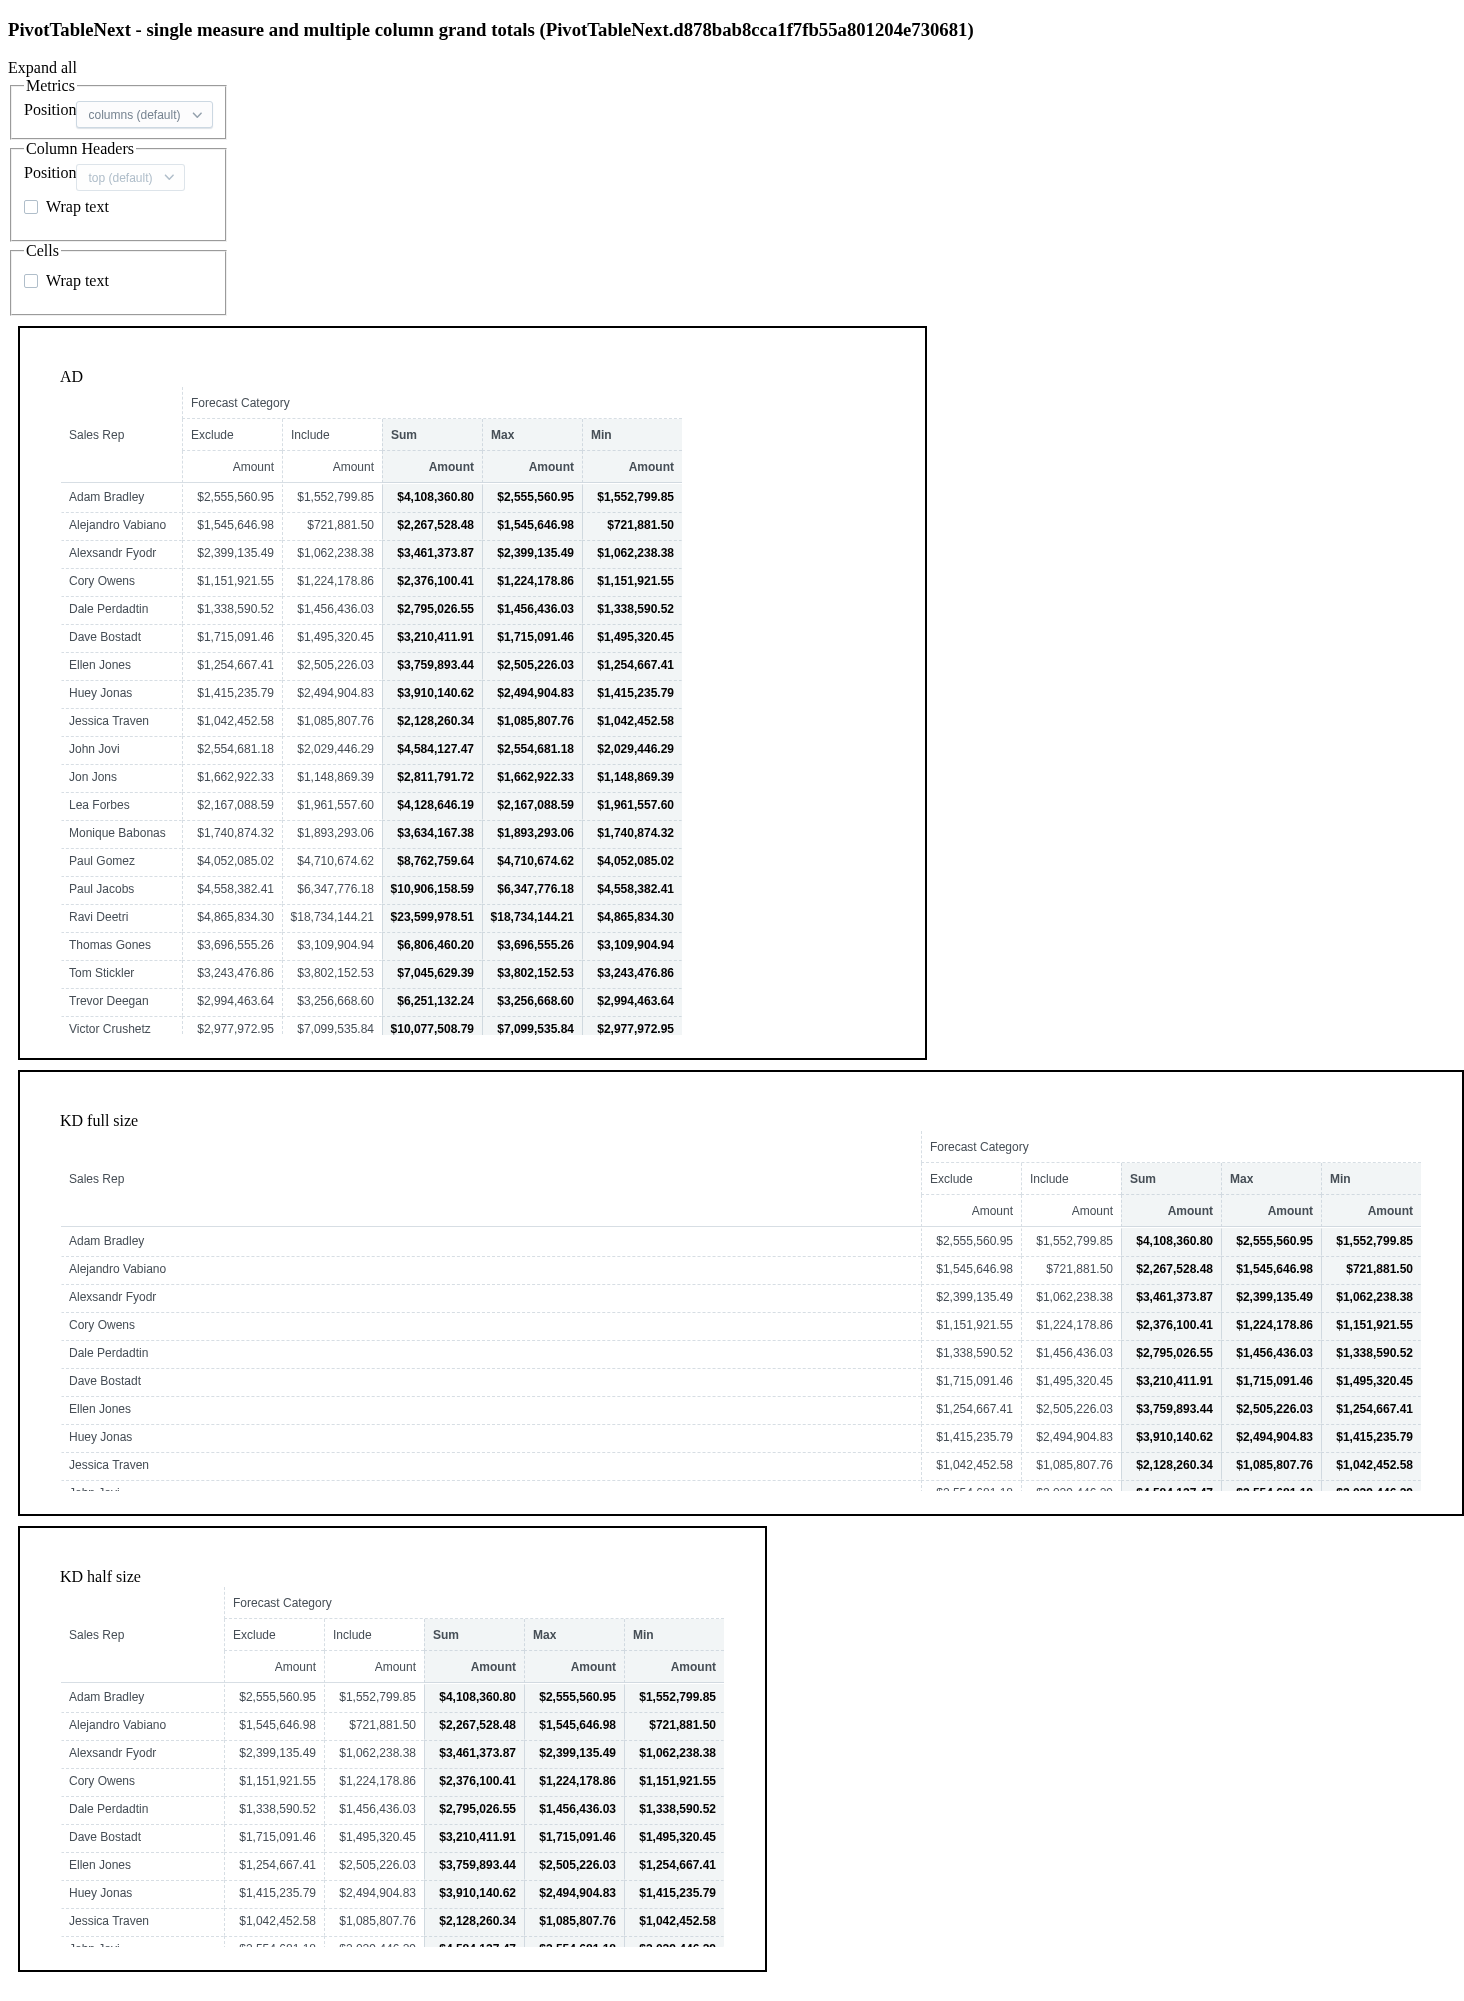 PivotTableNext - single measure and multiple column grand totals (PivotTableNext.d878bab8cca1f7fb55a801204e730681)
Expand all
Metrics
Position columns (default)
Column Headers
Position top (default)
Wrap text
Cells
Wrap text
AD
Forecast Category
Sales Rep Exclude Include Sum Max Min
Amount Amount Amount Amount Amount
Adam Bradley $2,555,560.95 $1,552,799.85 $4,108,360.80 $2,555,560.95 $1,552,799.85
Alejandro Vabiano $1,545,646.98 $721,881.50 $2,267,528.48 $1,545,646.98 $721,881.50
Alexsandr Fyodr $2,399,135.49 $1,062,238.38 $3,461,373.87 $2,399,135.49 $1,062,238.38
Cory Owens $1,151,921.55 $1,224,178.86 $2,376,100.41 $1,224,178.86 $1,151,921.55
Dale Perdadtin $1,338,590.52 $1,456,436.03 $2,795,026.55 $1,456,436.03 $1,338,590.52
Dave Bostadt $1,715,091.46 $1,495,320.45 $3,210,411.91 $1,715,091.46 $1,495,320.45
Ellen Jones $1,254,667.41 $2,505,226.03 $3,759,893.44 $2,505,226.03 $1,254,667.41
Huey Jonas $1,415,235.79 $2,494,904.83 $3,910,140.62 $2,494,904.83 $1,415,235.79
Jessica Traven $1,042,452.58 $1,085,807.76 $2,128,260.34 $1,085,807.76 $1,042,452.58
John Jovi $2,554,681.18 $2,029,446.29 $4,584,127.47 $2,554,681.18 $2,029,446.29
Jon Jons $1,662,922.33 $1,148,869.39 $2,811,791.72 $1,662,922.33 $1,148,869.39
Lea Forbes $2,167,088.59 $1,961,557.60 $4,128,646.19 $2,167,088.59 $1,961,557.60
Monique Babonas $1,740,874.32 $1,893,293.06 $3,634,167.38 $1,893,293.06 $1,740,874.32
Paul Gomez $4,052,085.02 $4,710,674.62 $8,762,759.64 $4,710,674.62 $4,052,085.02
Paul Jacobs $4,558,382.41 $6,347,776.18 $10,906,158.59 $6,347,776.18 $4,558,382.41
Ravi Deetri $4,865,834.30 $18,734,144.21 $23,599,978.51 $18,734,144.21 $4,865,834.30
Thomas Gones $3,696,555.26 $3,109,904.94 $6,806,460.20 $3,696,555.26 $3,109,904.94
Tom Stickler $3,243,476.86 $3,802,152.53 $7,045,629.39 $3,802,152.53 $3,243,476.86
Trevor Deegan $2,994,463.64 $3,256,668.60 $6,251,132.24 $3,256,668.60 $2,994,463.64
Victor Crushetz $2,977,972.95 $7,099,535.84 $10,077,508.79 $7,099,535.84 $2,977,972.95
KD full size
Forecast Category
Sales Rep Exclude Include Sum Max Min
Amount Amount Amount Amount Amount
Adam Bradley $2,555,560.95 $1,552,799.85 $4,108,360.80 $2,555,560.95 $1,552,799.85
Alejandro Vabiano $1,545,646.98 $721,881.50 $2,267,528.48 $1,545,646.98 $721,881.50
Alexsandr Fyodr $2,399,135.49 $1,062,238.38 $3,461,373.87 $2,399,135.49 $1,062,238.38
Cory Owens $1,151,921.55 $1,224,178.86 $2,376,100.41 $1,224,178.86 $1,151,921.55
Dale Perdadtin $1,338,590.52 $1,456,436.03 $2,795,026.55 $1,456,436.03 $1,338,590.52
Dave Bostadt $1,715,091.46 $1,495,320.45 $3,210,411.91 $1,715,091.46 $1,495,320.45
Ellen Jones $1,254,667.41 $2,505,226.03 $3,759,893.44 $2,505,226.03 $1,254,667.41
Huey Jonas $1,415,235.79 $2,494,904.83 $3,910,140.62 $2,494,904.83 $1,415,235.79
Jessica Traven $1,042,452.58 $1,085,807.76 $2,128,260.34 $1,085,807.76 $1,042,452.58
KD half size
Forecast Category
Sales Rep Exclude Include Sum Max Min
Amount Amount Amount Amount Amount
Adam Bradley $2,555,560.95 $1,552,799.85 $4,108,360.80 $2,555,560.95 $1,552,799.85
Alejandro Vabiano $1,545,646.98 $721,881.50 $2,267,528.48 $1,545,646.98 $721,881.50
Alexsandr Fyodr $2,399,135.49 $1,062,238.38 $3,461,373.87 $2,399,135.49 $1,062,238.38
Cory Owens $1,151,921.55 $1,224,178.86 $2,376,100.41 $1,224,178.86 $1,151,921.55
Dale Perdadtin $1,338,590.52 $1,456,436.03 $2,795,026.55 $1,456,436.03 $1,338,590.52
Dave Bostadt $1,715,091.46 $1,495,320.45 $3,210,411.91 $1,715,091.46 $1,495,320.45
Ellen Jones $1,254,667.41 $2,505,226.03 $3,759,893.44 $2,505,226.03 $1,254,667.41
Huey Jonas $1,415,235.79 $2,494,904.83 $3,910,140.62 $2,494,904.83 $1,415,235.79
Jessica Traven $1,042,452.58 $1,085,807.76 $2,128,260.34 $1,085,807.76 $1,042,452.58